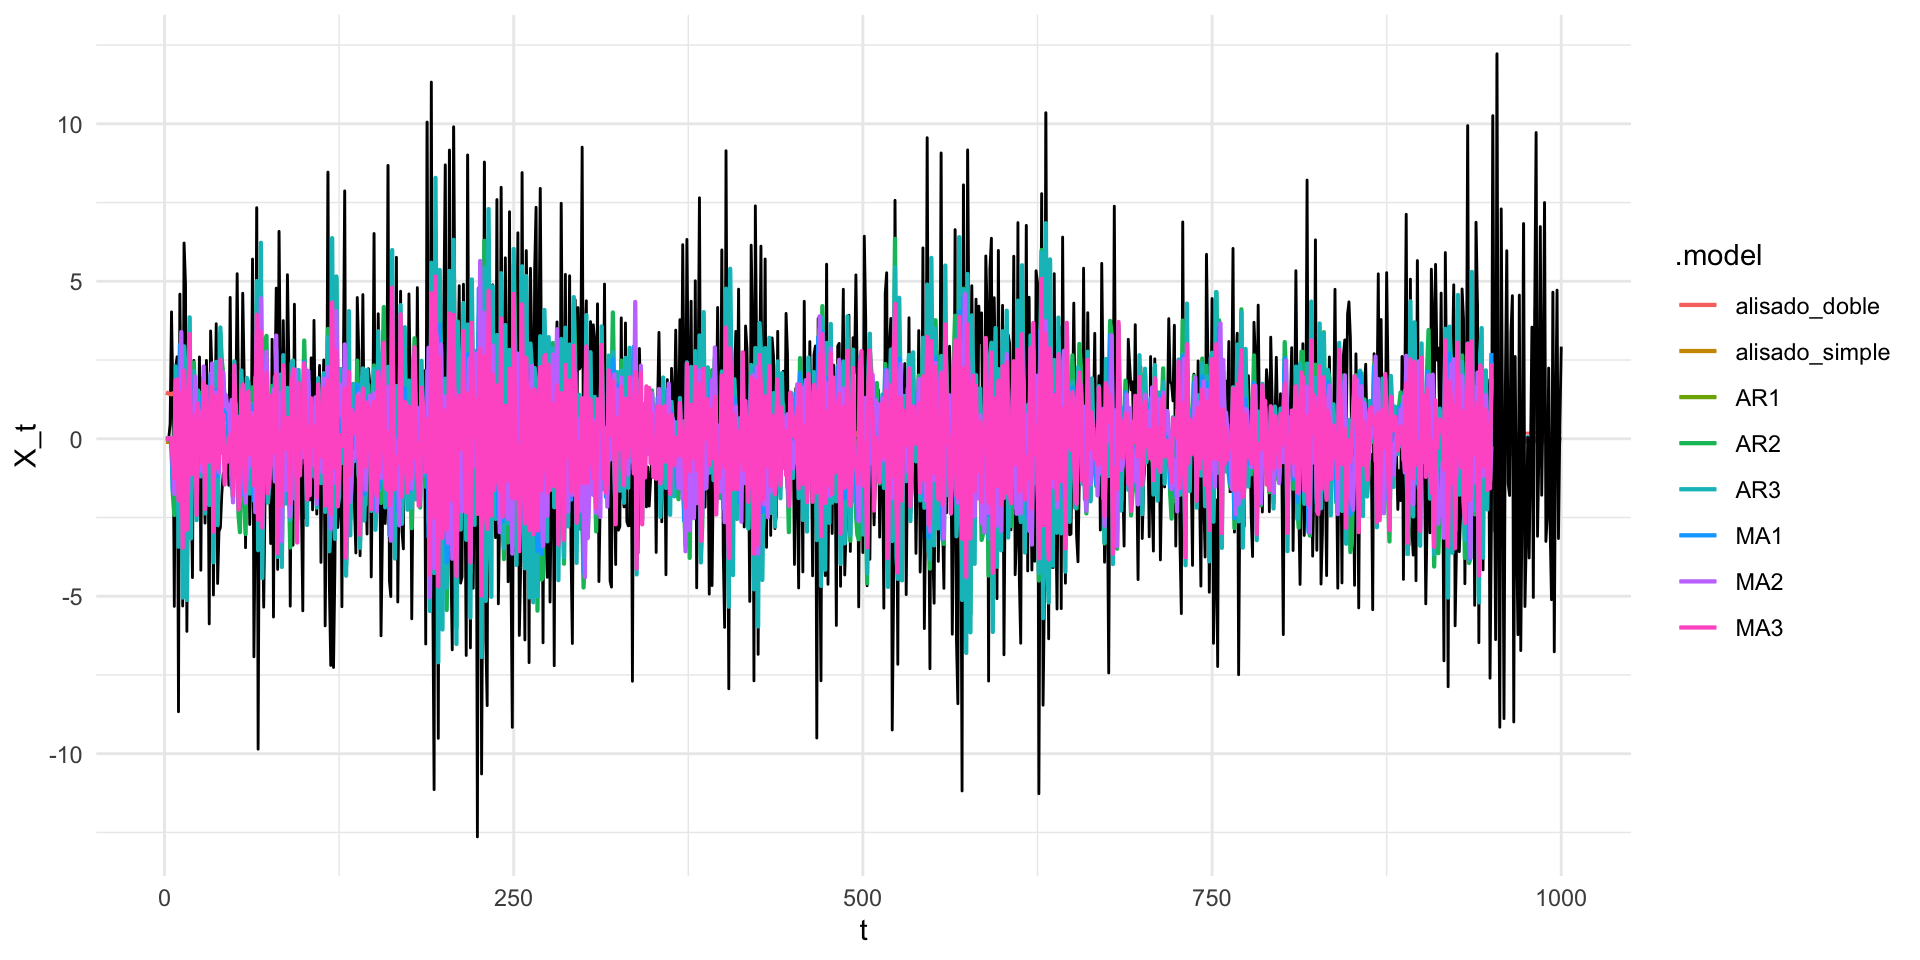 10
5
0
-5
-10
X_t
0
250
500
750
1000
t
.model
alisado_doble
alisado_simple
AR1
AR2
AR3
MA1
MA2
MA3